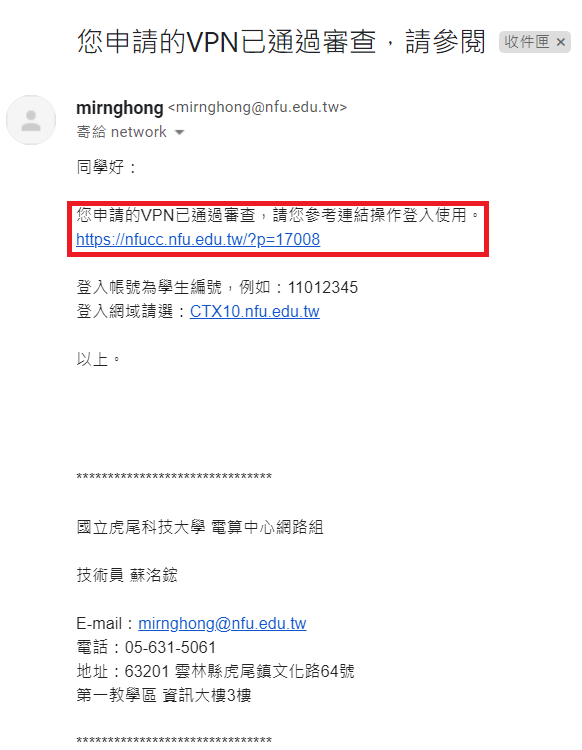 您申請的VPN已通過審查，請參閱 收件匣 ×
mirnghong <mirnghong@nfu.edu.tw>
寄給 network
同學好：
您申請的VPN已通過審查，請您參考連結操作登入使用。
https://nfucc.nfu.edu.tw/?p=17008
登入帳號為學生編號，例如：11012345
登入網域請選：CTX10.nfu.edu.tw
以上。
*******************************
國立虎尾科技大學 電算中心網路組
技術員 蘇洺鋐
E-mail：mirnghong@nfu.edu.tw
電話：05-631-5061
地址：63201 雲林縣虎尾鎮文化路64號
第一教學區 資訊大樓3樓
*******************************